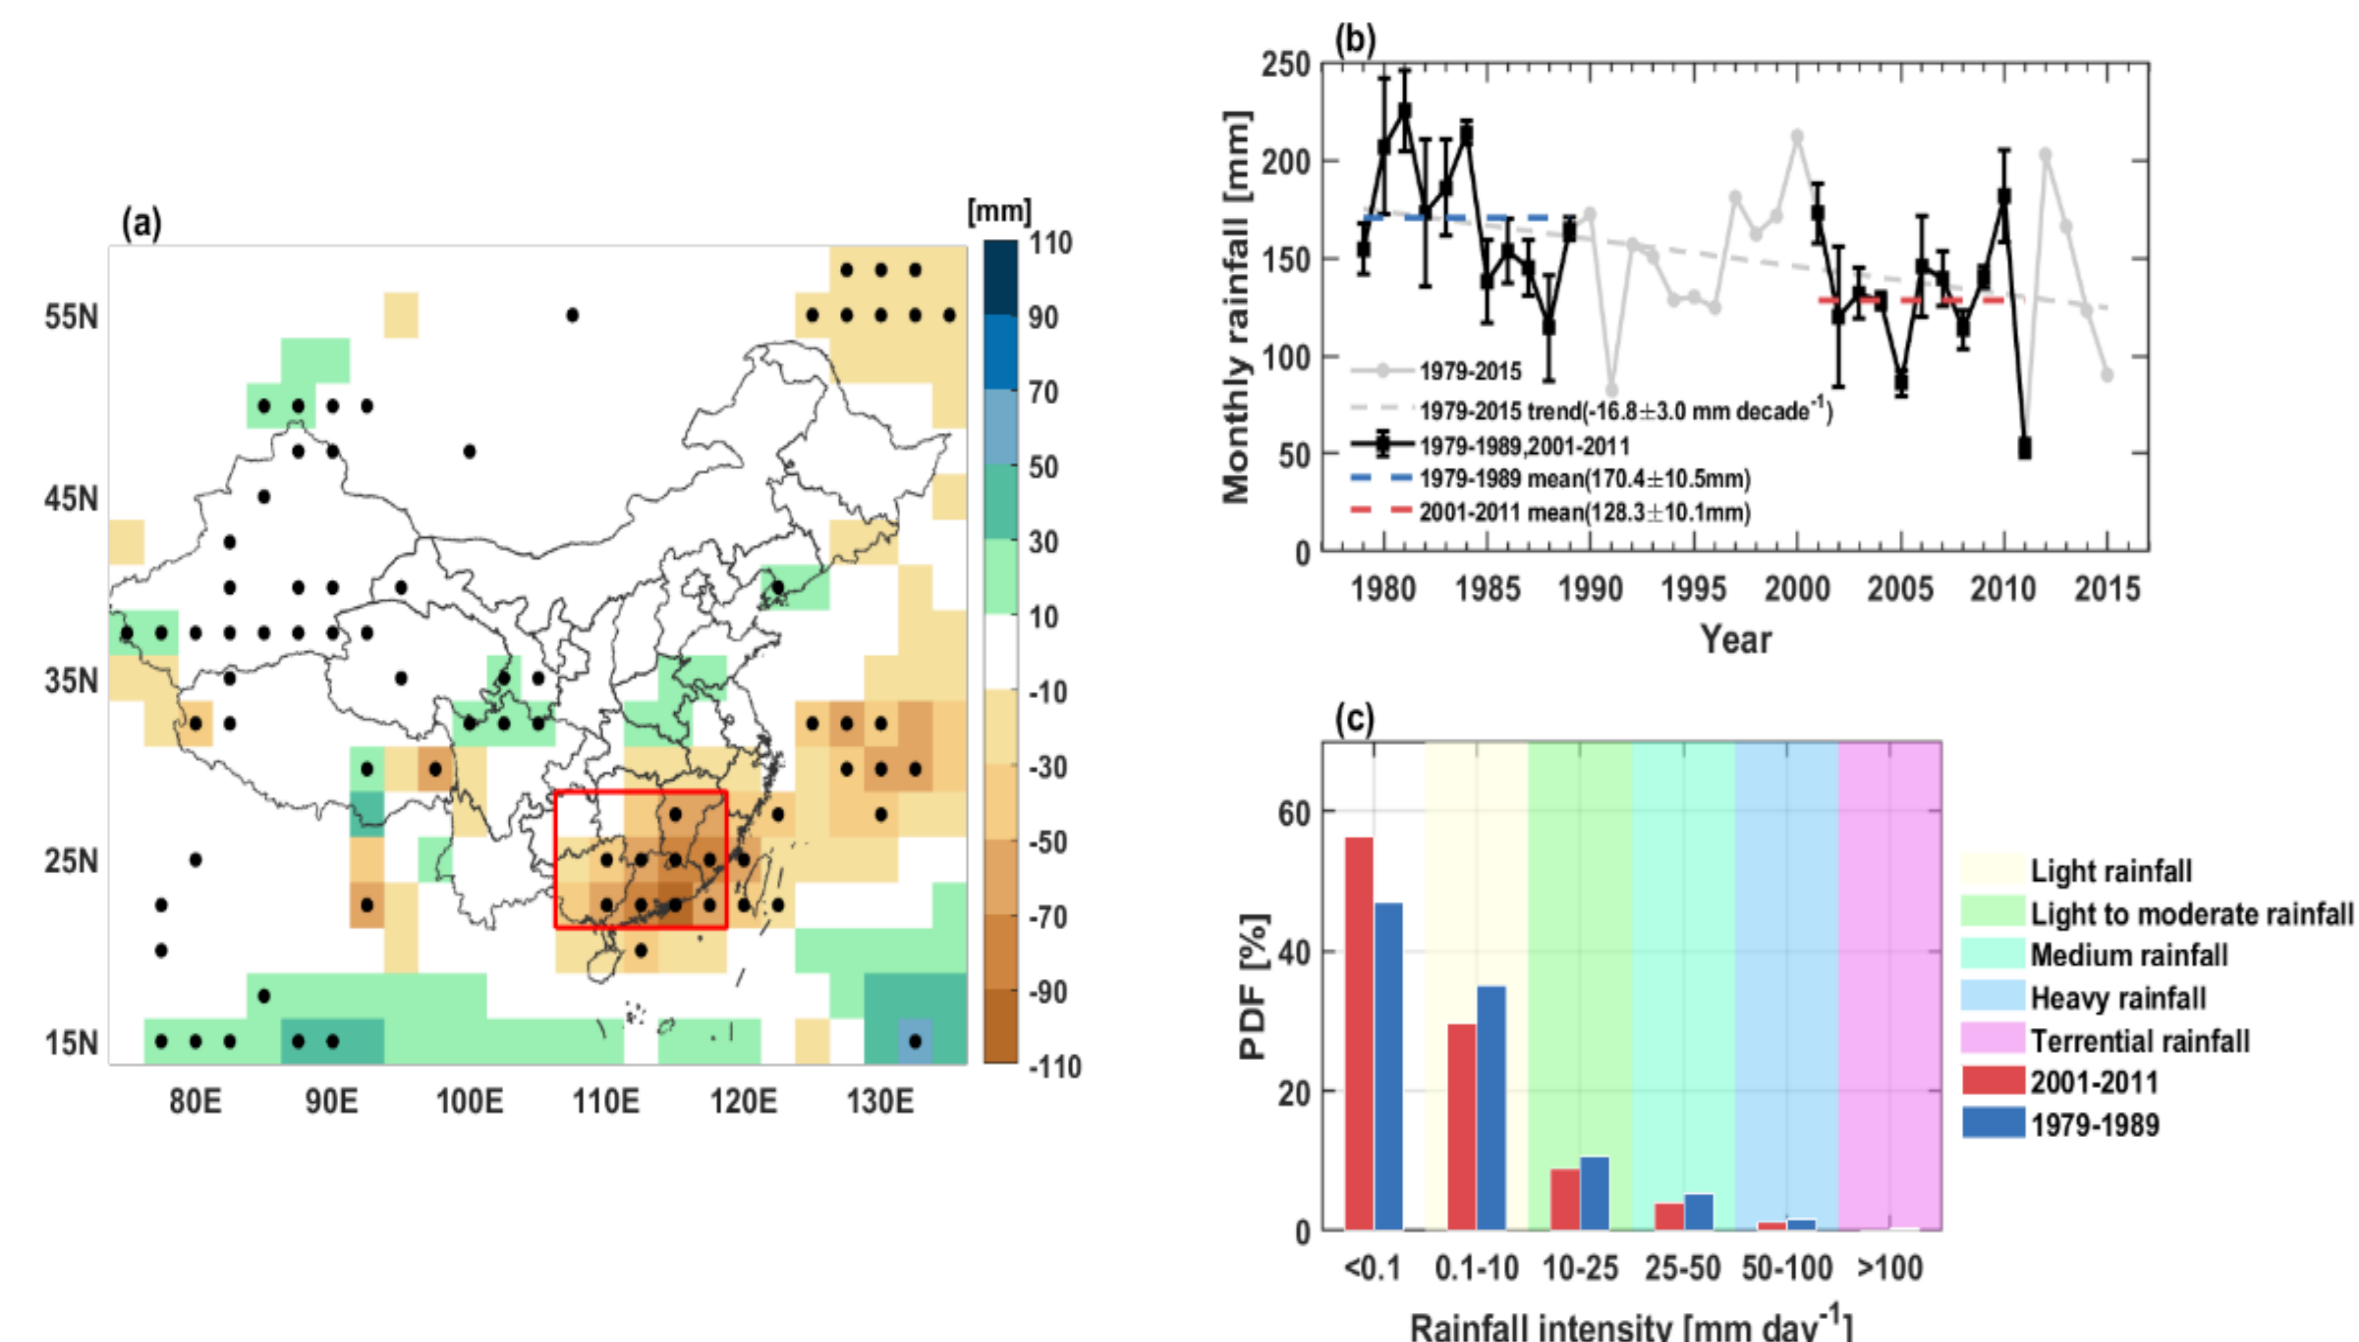 (a)
[mm]
110
90
70
50
30
10
-10
-30
-50
-70
-90
-110
55N
45N
35N
25N
15N
80E 90E 100E 110E 120E 130E
(b)
Monthly rainfall [mm]
250
200
150
100
50
0
1979-2015
1979-2015 trend(-16.8±3.0 mm decade⁻¹)
1979-1989,2001-2011
1979-1989 mean(170.4±10.5mm)
2001-2011 mean(128.3±10.1mm)
1980 1985 1990 1995 2000 2005 2010 2015
Year
(c)
PDF [%]
60
40
20
0
<0.1 0.1-10 10-25 25-50 50-100 >100
Rainfall intensity [mm day⁻¹]
Light rainfall
Light to moderate rainfall
Medium rainfall
Heavy rainfall
Terrential rainfall
2001-2011
1979-1989